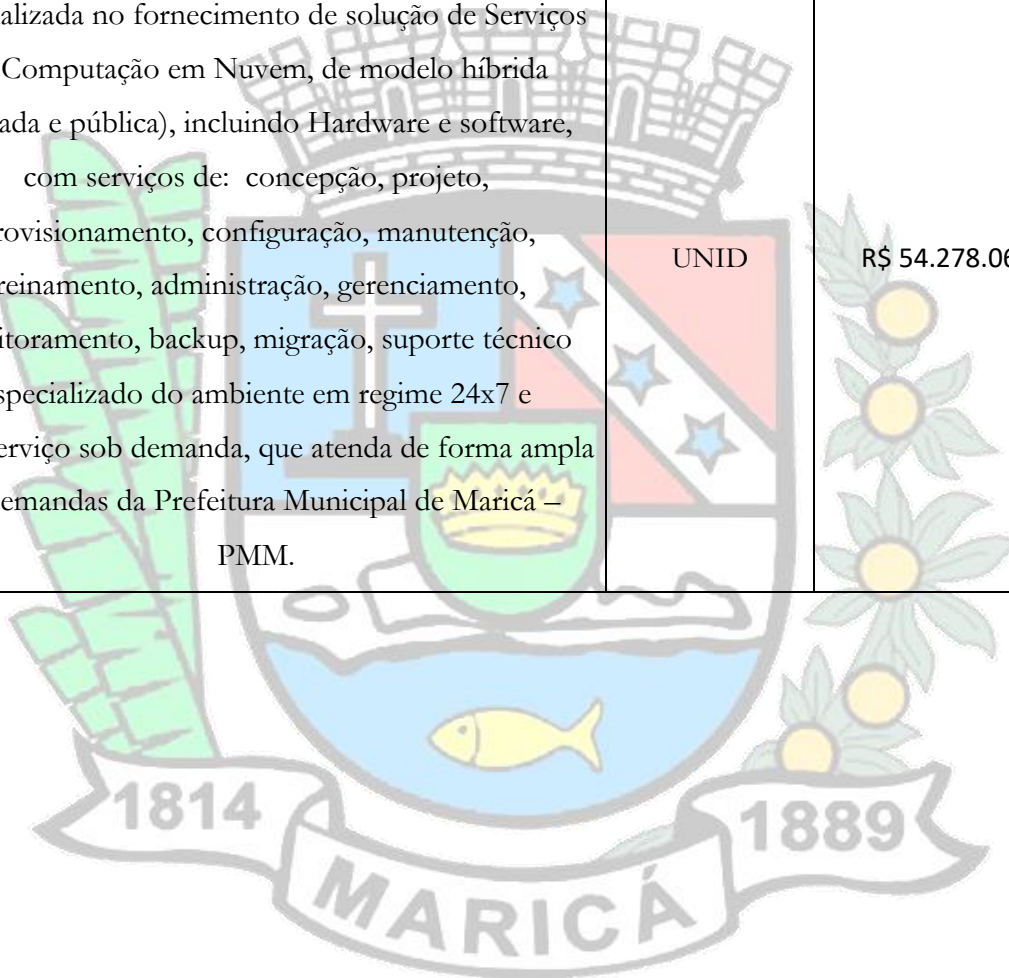 alizada no fornecimento de solução de Serviços
Computação em Nuvem, de modelo híbrida
ada e pública), incluindo Hardware e software,
com serviços de: concepção, projeto,
rovisionamento, configuração, manutenção,
reinamento, administração, gerenciamento,
itoramento, backup, migração, suporte técnico
specializado do ambiente em regime 24x7 e
erviço sob demanda, que atenda de forma ampla
emandas da Prefeitura Municipal de Maricá –
PMM.
UNID
R$ 54.278.06
1814
MARICÁ
1889